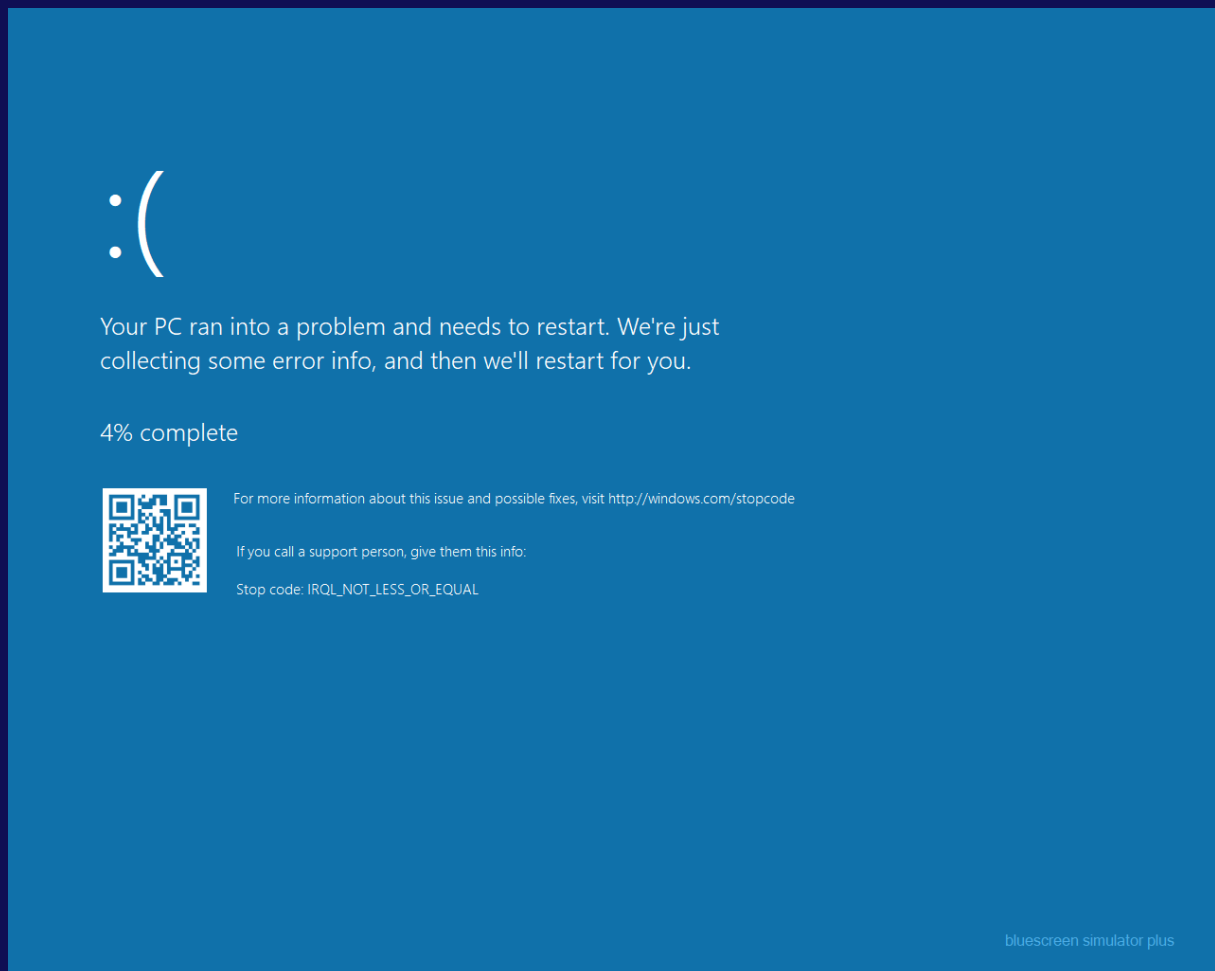 :(
Your PC ran into a problem and needs to restart. We're just
collecting some error info, and then we'll restart for you.
4% complete
For more information about this issue and possible fixes, visit http://windows.com/stopcode
If you call a support person, give them this info:
Stop code: IRQL_NOT_LESS_OR_EQUAL
bluescreen simulator plus